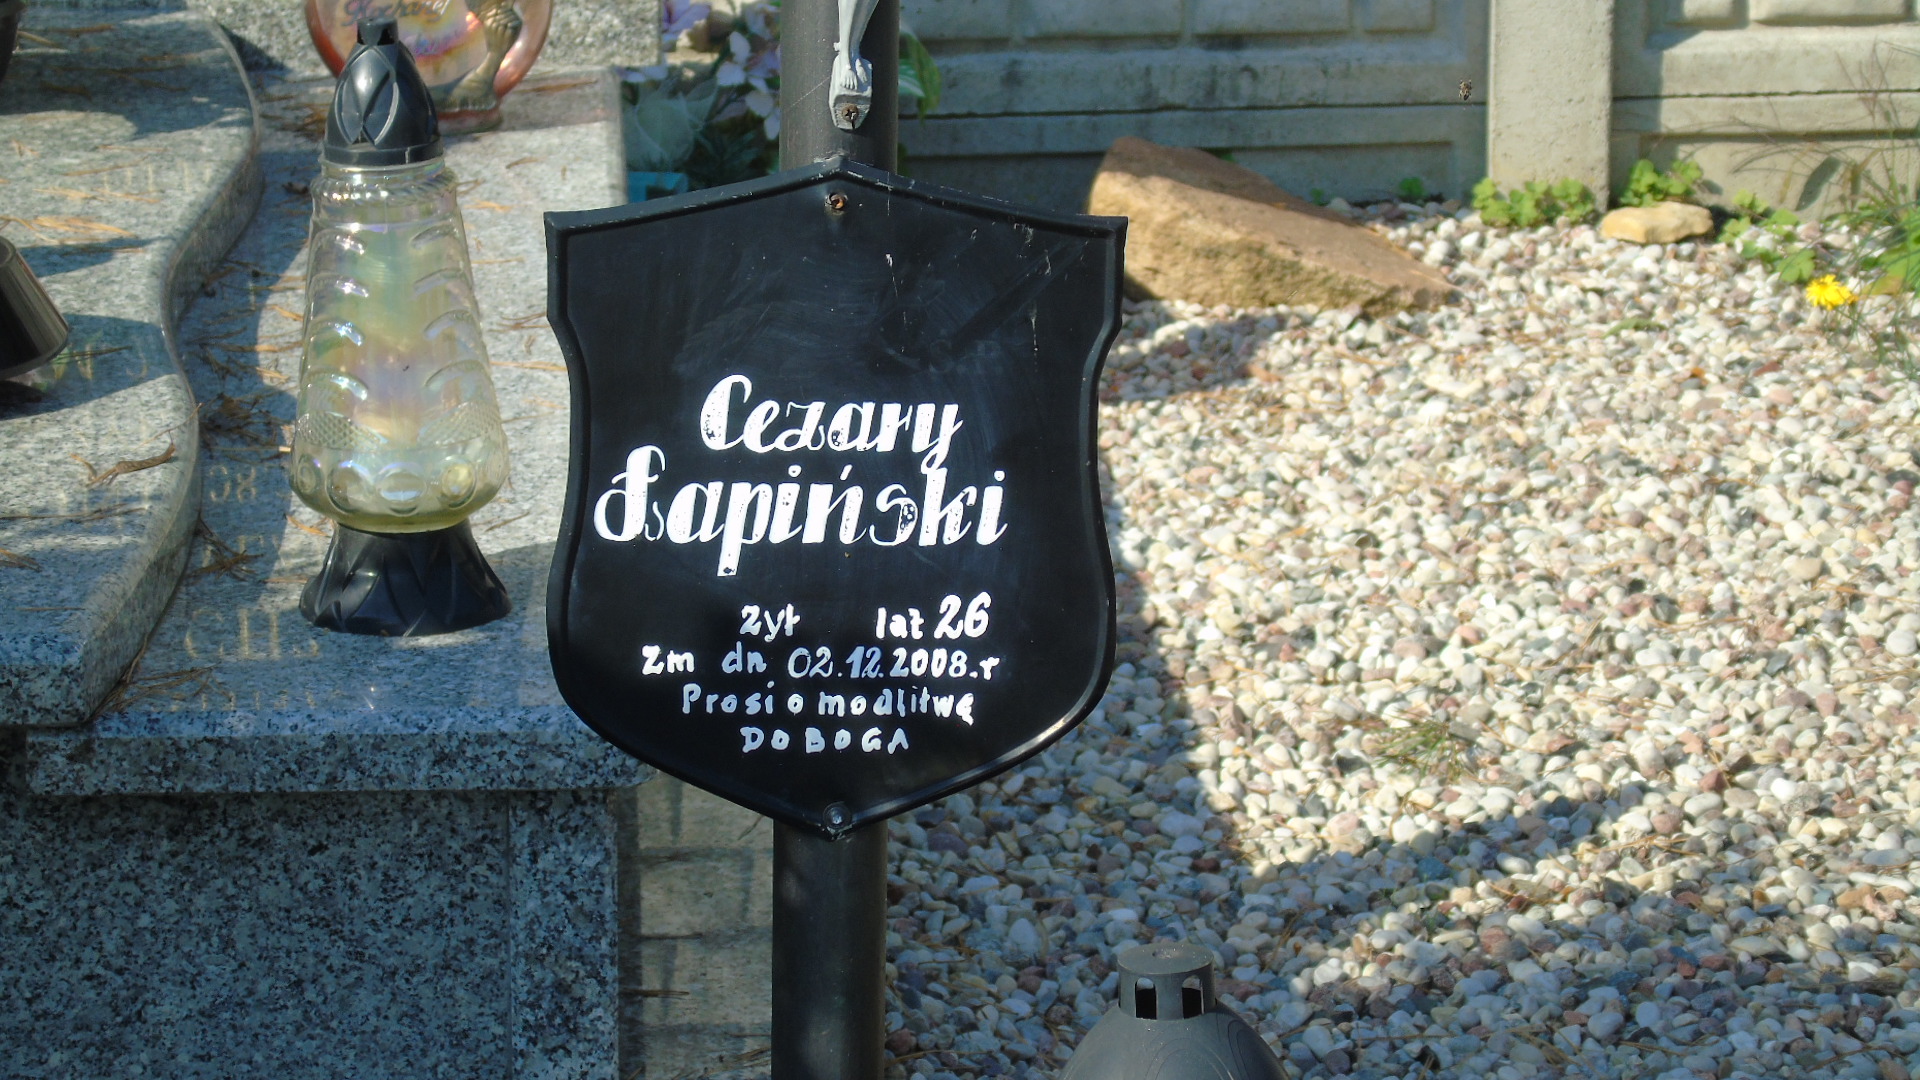 Cezary
Łapiński
żył lat 26
Zm dn 02.12.2008.r
Prosi o modlitwę
DO BOGA